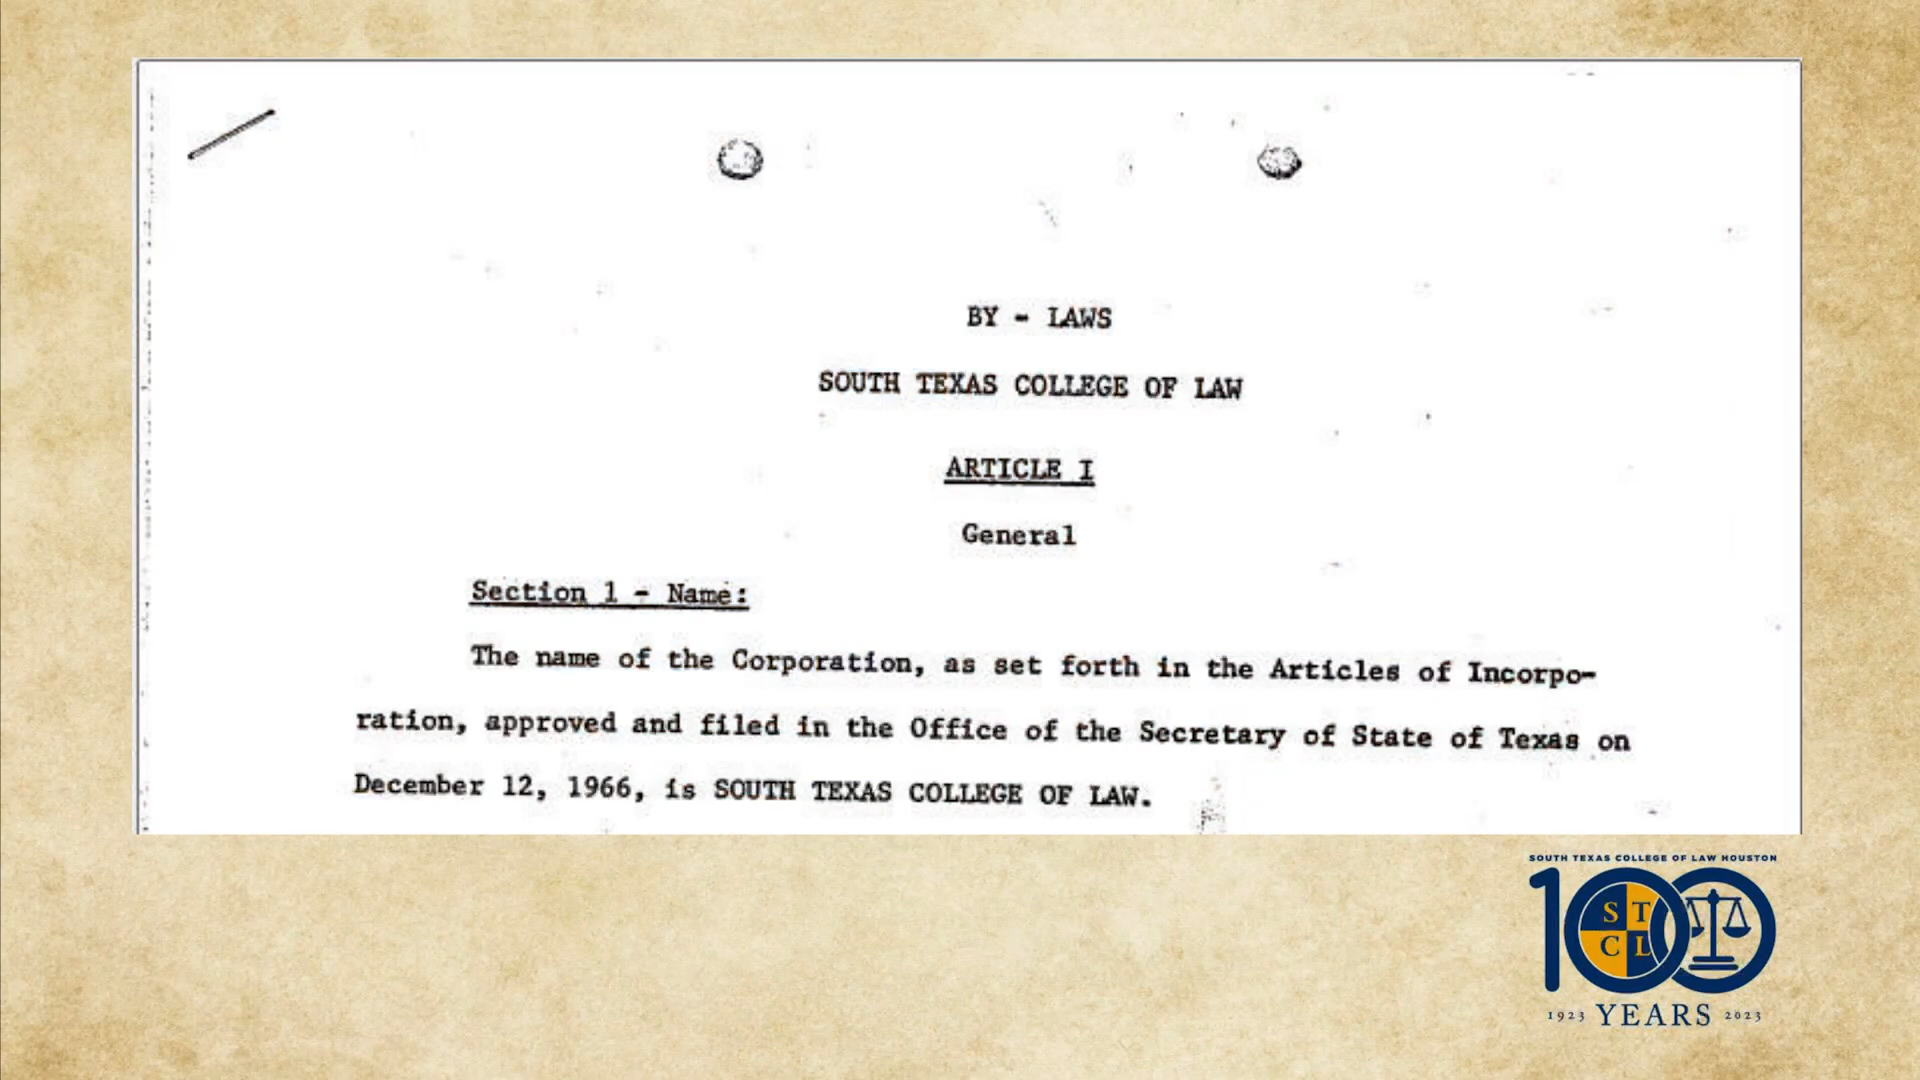 BY - LAWS
SOUTH TEXAS COLLEGE OF LAW
ARTICLE I
General
Section 1 - Name:
The name of the Corporation, as set forth in the Articles of Incorpo-
ration, approved and filed in the Office of the Secretary of State of Texas on
December 12, 1966, is SOUTH TEXAS COLLEGE OF LAW.
SOUTH TEXAS COLLEGE OF LAW HOUSTON
100
S T
C L
1923 YEARS 2023